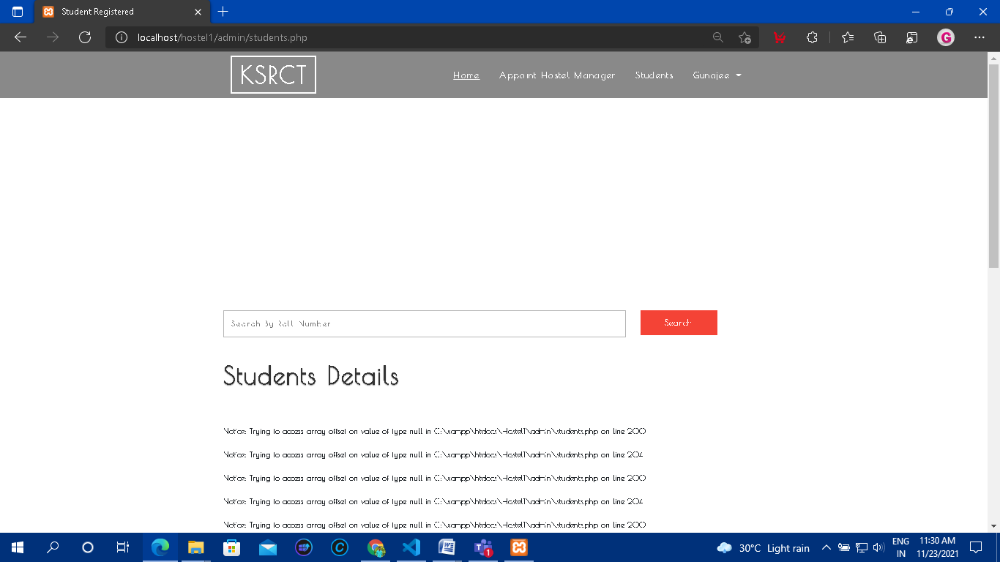 Student Registered
localhost/hostel1/admin/students.php
G
KSRCT
Home Appoint Hostel Manager Students Gunajee
Search By Roll Number
Search
Students Details
Notice: Trying to access array offset on value of type null in C:\xampp\htdocs\Hostel1\admin\students.php on line 200
Notice: Trying to access array offset on value of type null in C:\xampp\htdocs\Hostel1\admin\students.php on line 204
Notice: Trying to access array offset on value of type null in C:\xampp\htdocs\Hostel1\admin\students.php on line 200
Notice: Trying to access array offset on value of type null in C:\xampp\htdocs\Hostel1\admin\students.php on line 204
Notice: Trying to access array offset on value of type null in C:\xampp\htdocs\Hostel1\admin\students.php on line 200
1
30°C Light rain
ENG
IN
11:30 AM
11/23/2021